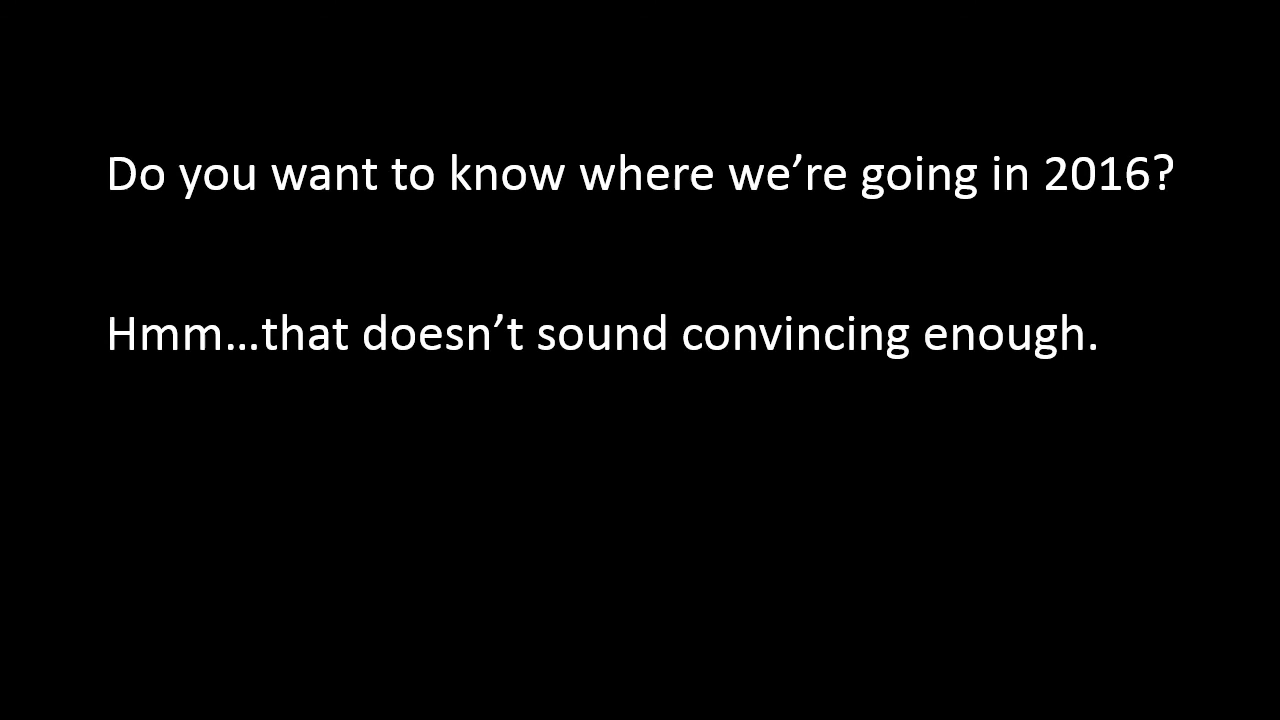 Do you want to know where we’re going in 2016?
Hmm…that doesn’t sound convincing enough.